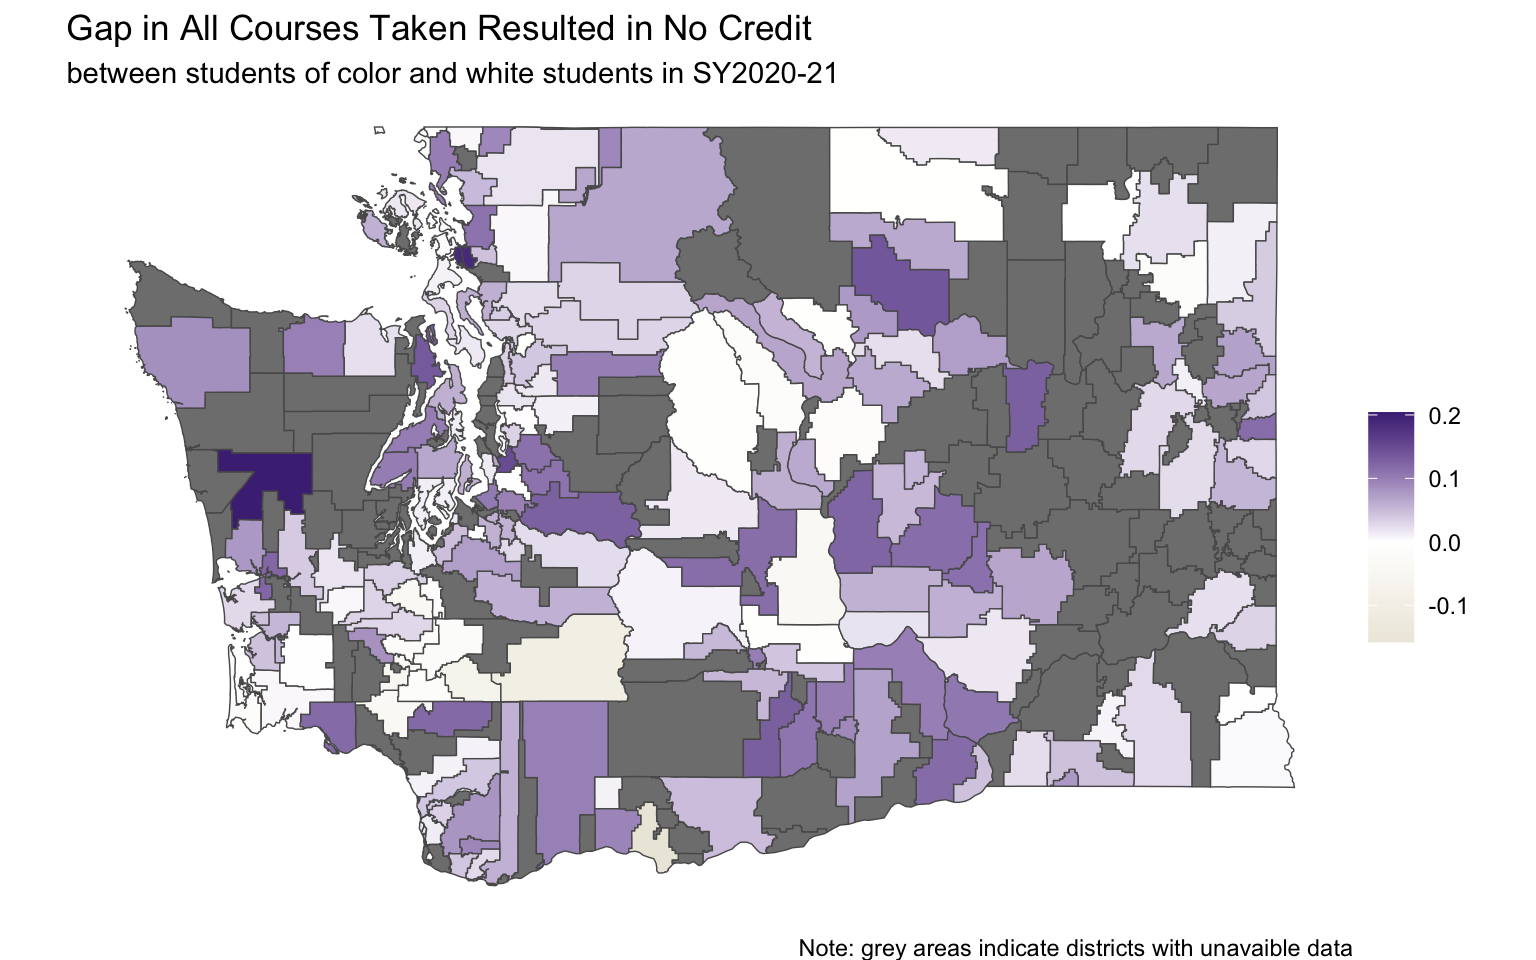 Gap in All Courses Taken Resulted in No Credit
between students of color and white students in SY2020-21
0.2
0.1
0.0
-0.1
Note: grey areas indicate districts with unavaible data